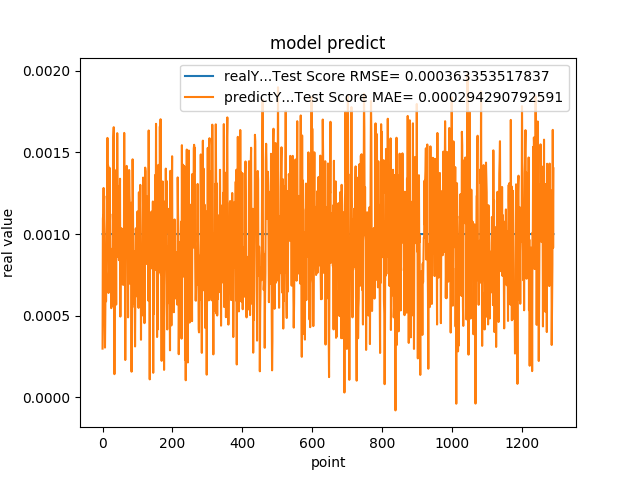 model predict
realY...Test Score RMSE= 0.000363353517837
predictY...Test Score MAE= 0.000294290792591
0.0020
0.0015
0.0010
0.0005
0.0000
real value
0 200 400 600 800 1000 1200
point